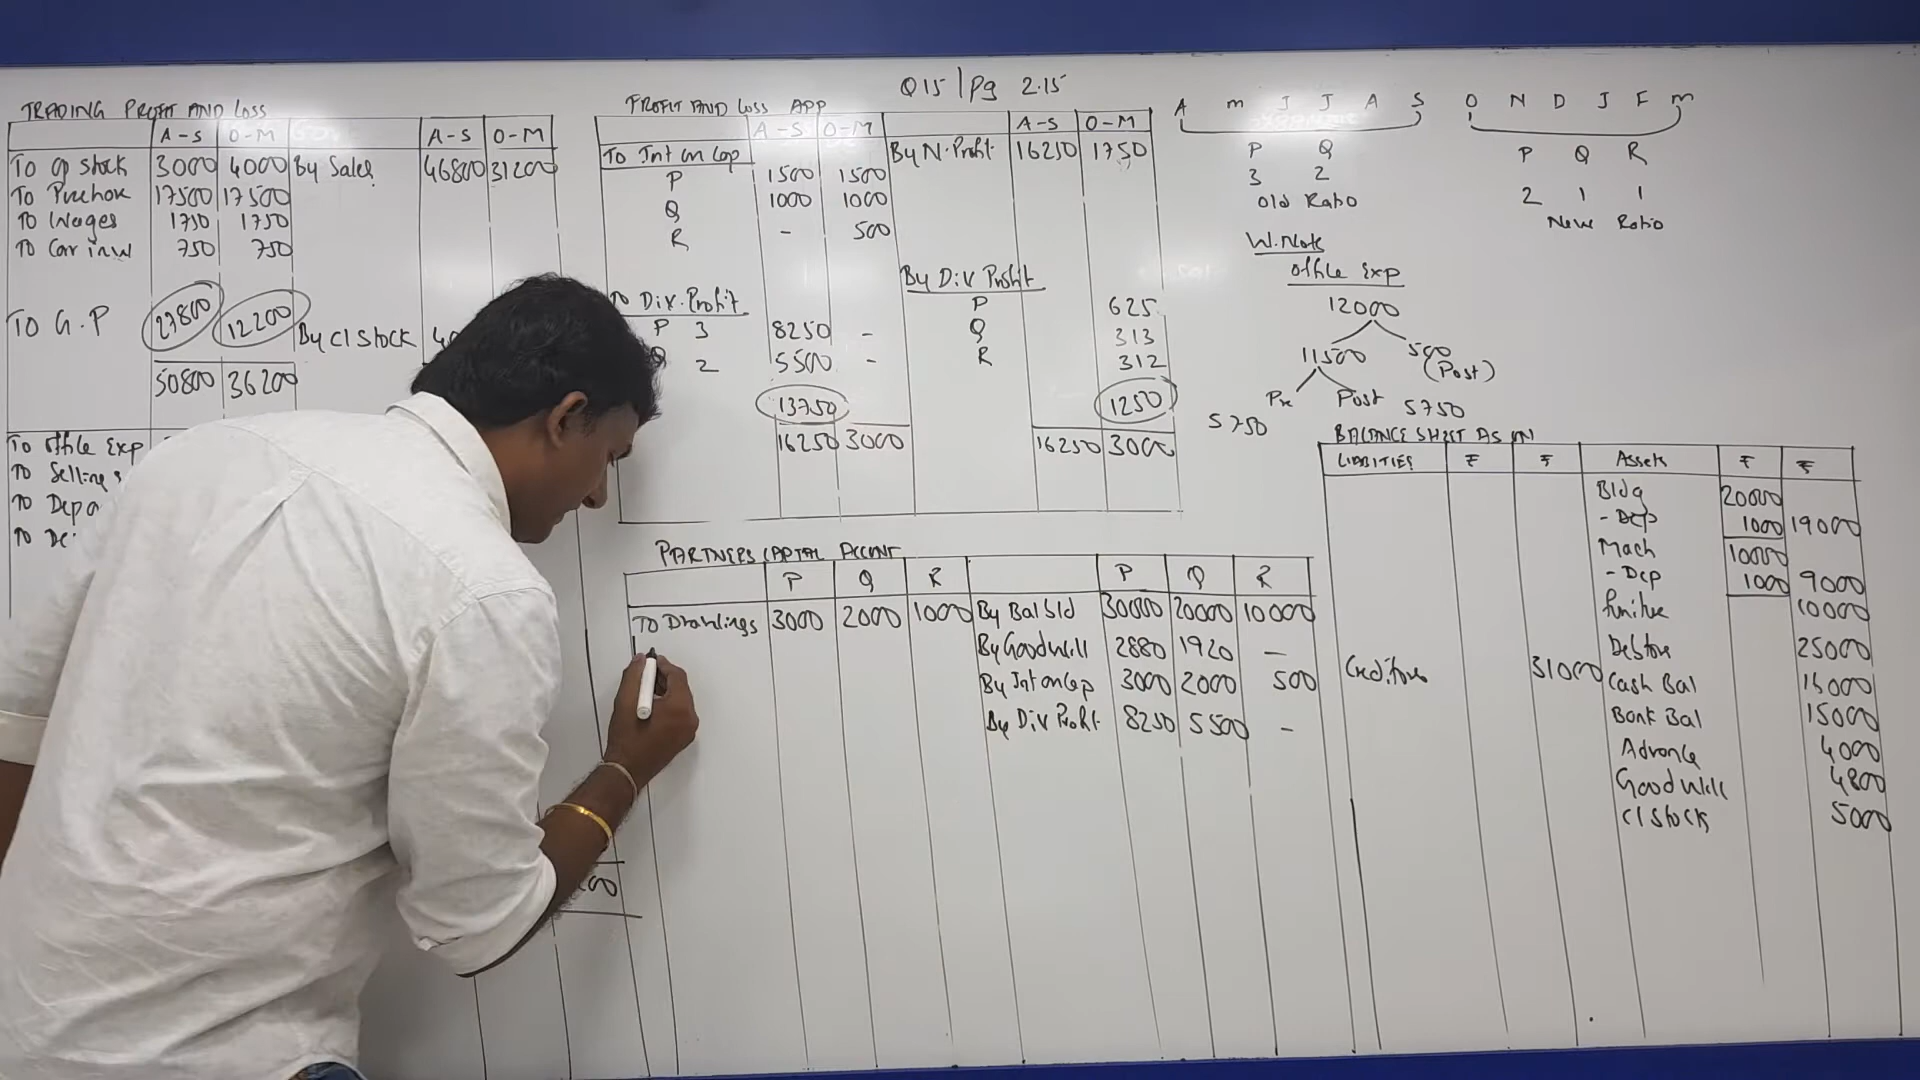 Q15 | Pg 2.15
TRADING PROFIT AND LOSS
A-S O-M A-S O-M
To op stock 3000 4000 By Sales 46800 31200
To Purchase 17500 17500
To Wages 1750 1750
To Car inw 750 750
To G.P 27800 12200 By Cl Stock
50800 36200
To office Exp
To Selling
To Depa
To De
PROFIT AND LOSS APP
A-S O-M A-S O-M
To Int on Cap By N.Profit 16250 1750
P 1500 1500
Q 1000 1000
R - 500
To Div.Profit By Div Profit
P 3 8250 - P 625
Q 2 5500 - Q 313
R 312
13750 1250
16250 3000 16250 3000
A m J J A S O N D J F m
P Q P Q R
3 2 2 1 1
Old Ratio New Ratio
W.Note
office Exp
12000
11500 500 (Post)
Pre Post
5750 5750
PARTNERS CAPITAL ACCONT
P Q R P Q R
To Drawings 3000 2000 1000 By Bal b/d 30000 20000 10000
By Goodwill 2880 1920 -
By Int on Cap 3000 2000 500
By Div Profit 8250 5500 -
BALANCE SHEET AS ON
LIABITIES ₹ ₹ Assets ₹ ₹
Bldg 20000
- Dep 1000 19000
Mach 10000
- Dep 1000 9000
Furniture 10000
Debtors 25000
Creditors 31000 Cash Bal
Bank Bal 15000
Advance 4000
Goodwill 4800
Cl Stock 5000